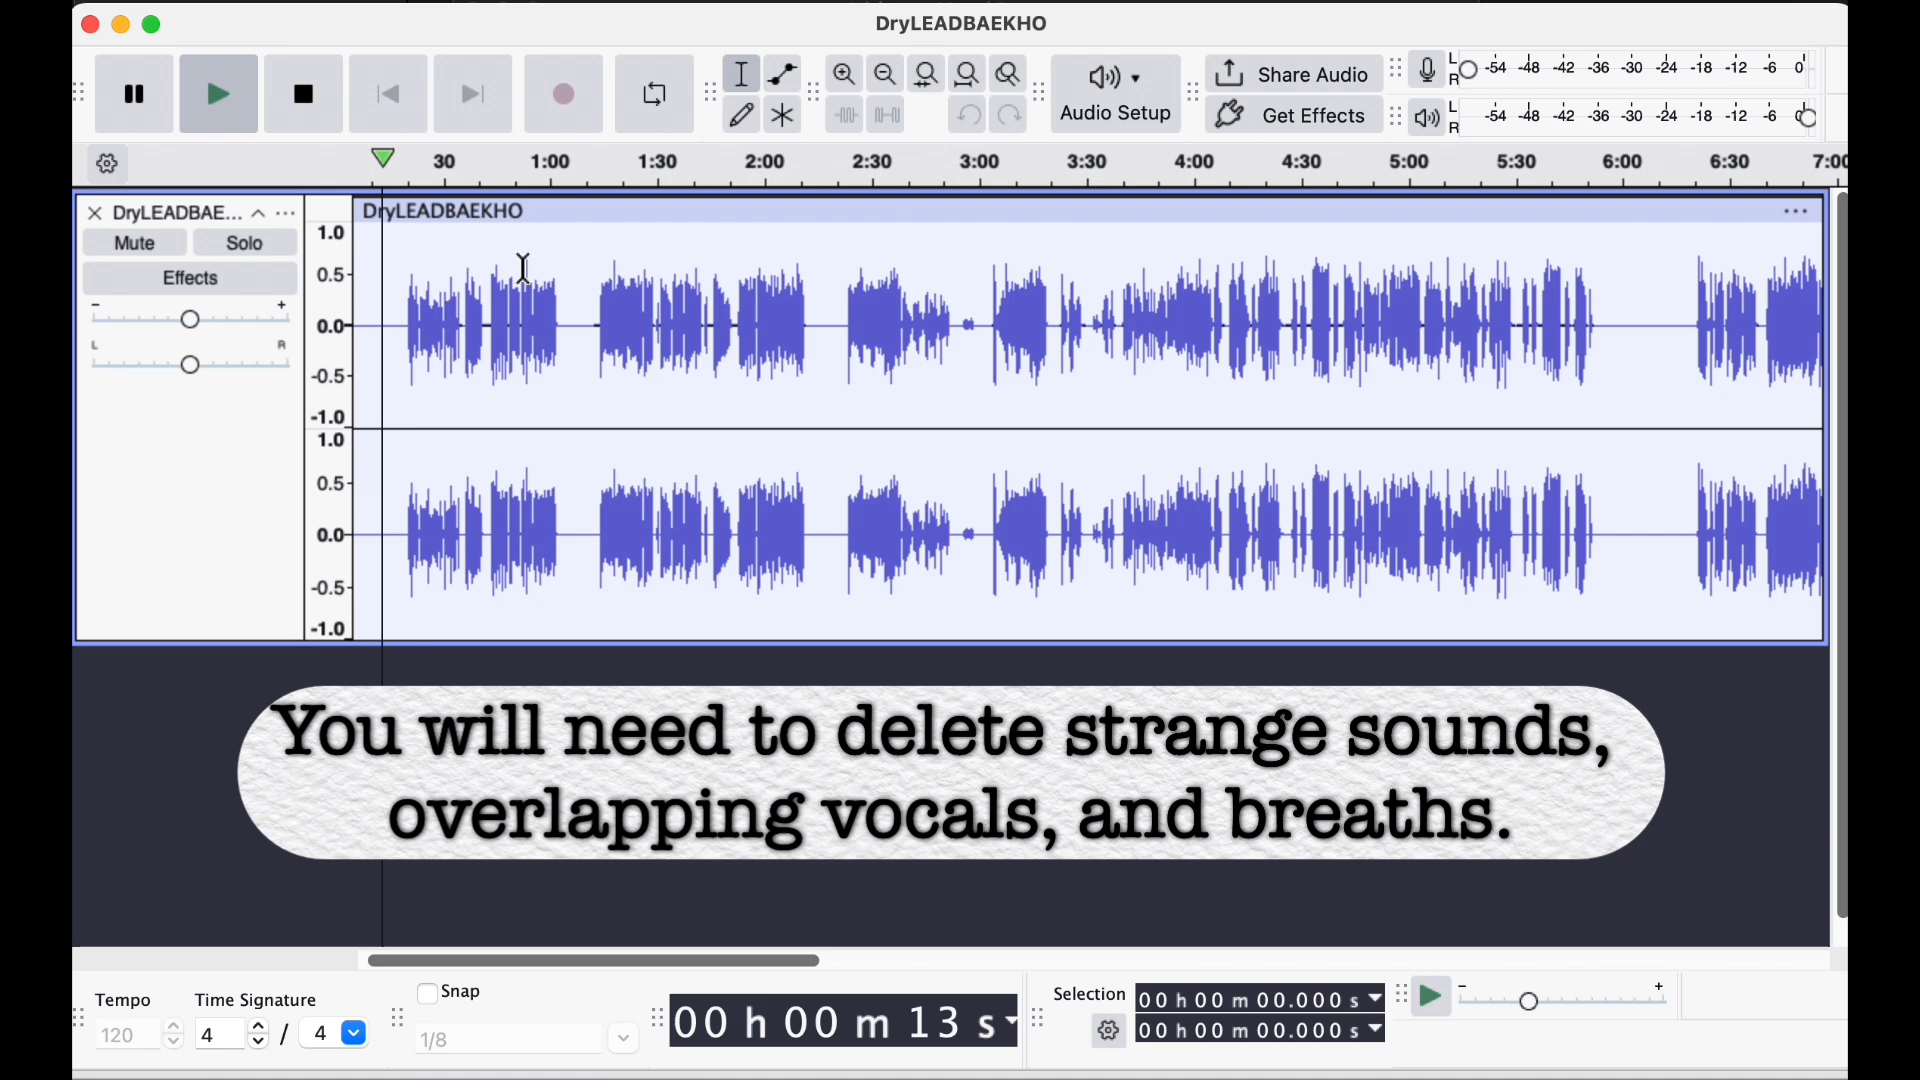 DryLEADBAEKHO
Audio Setup
Share Audio
Get Effects
L
R
-54 -48 -42 -36 -30 -24 -18 -12 -6 0
L
R
-54 -48 -42 -36 -30 -24 -18 -12 -6 0
30 1:00 1:30 2:00 2:30 3:00 3:30 4:00 4:30 5:00 5:30 6:00 6:30 7:00
DryLEADBAE...
Mute Solo
Effects
- +
L R
DryLEADBAEKHO
1.0
0.5
0.0
-0.5
-1.0
1.0
0.5
0.0
-0.5
-1.0
You will need to delete strange sounds,
overlapping vocals, and breaths.
Tempo
120
Time Signature
4 / 4
Snap
1/8
00 h 00 m 13 s
Selection
00 h 00 m 00.000 s
00 h 00 m 00.000 s
- +